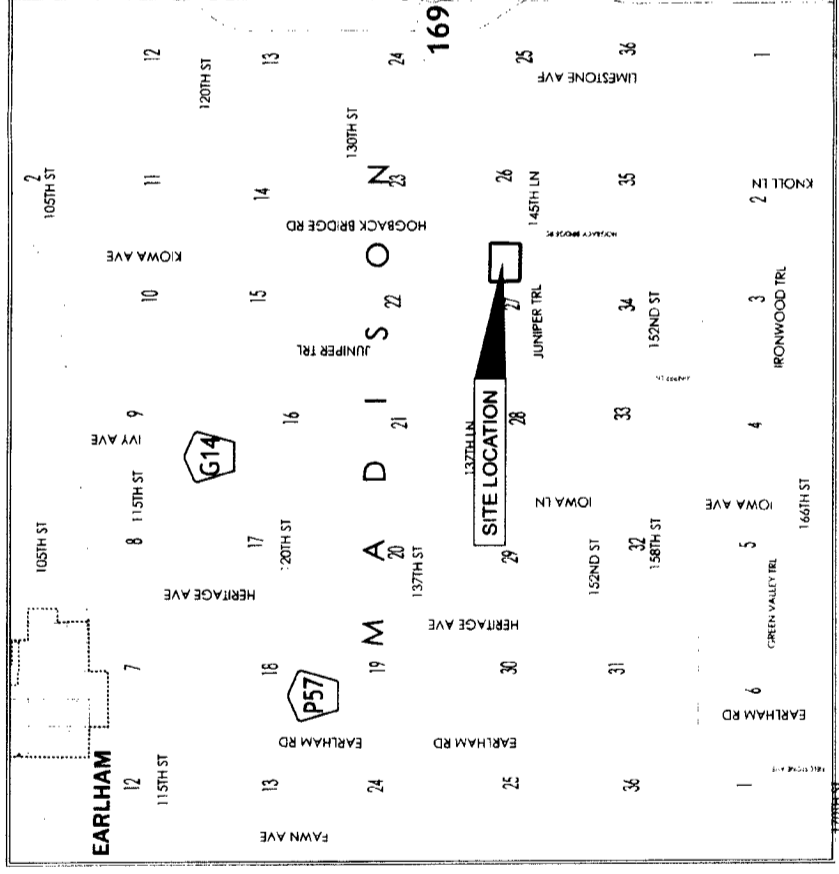 105TH ST
2
105TH ST
EARLHAM
12
7
8
9
10
11
12
115TH ST
115TH ST
IVY AVE
KIOWA AVE
120TH ST
HERITAGE AVE
G14
13
18
17
16
15
14
13
120TH ST
FAWN AVE
EARLHAM RD
P57
JUNIPER TRL
HOGBACK BRIDGE RD
130TH ST
MADISON
24
19
20
21
22
23
24
137TH ST
169
EARLHAM RD
HERITAGE AVE
137TH LN
SITE LOCATION
25
30
29
28
27
26
25
JUNIPER TRL
145TH LN
IOWA LN
LIMESTONE AVE
HOGBACK BRIDGE RD
152ND ST
36
31
32
33
34
35
36
158TH ST
152ND ST
EARLHAM RD
IOWA AVE
KNOLL LN
1
6
5
4
3
2
1
GREEN VALLEY TRL
IRONWOOD TRL
166TH ST